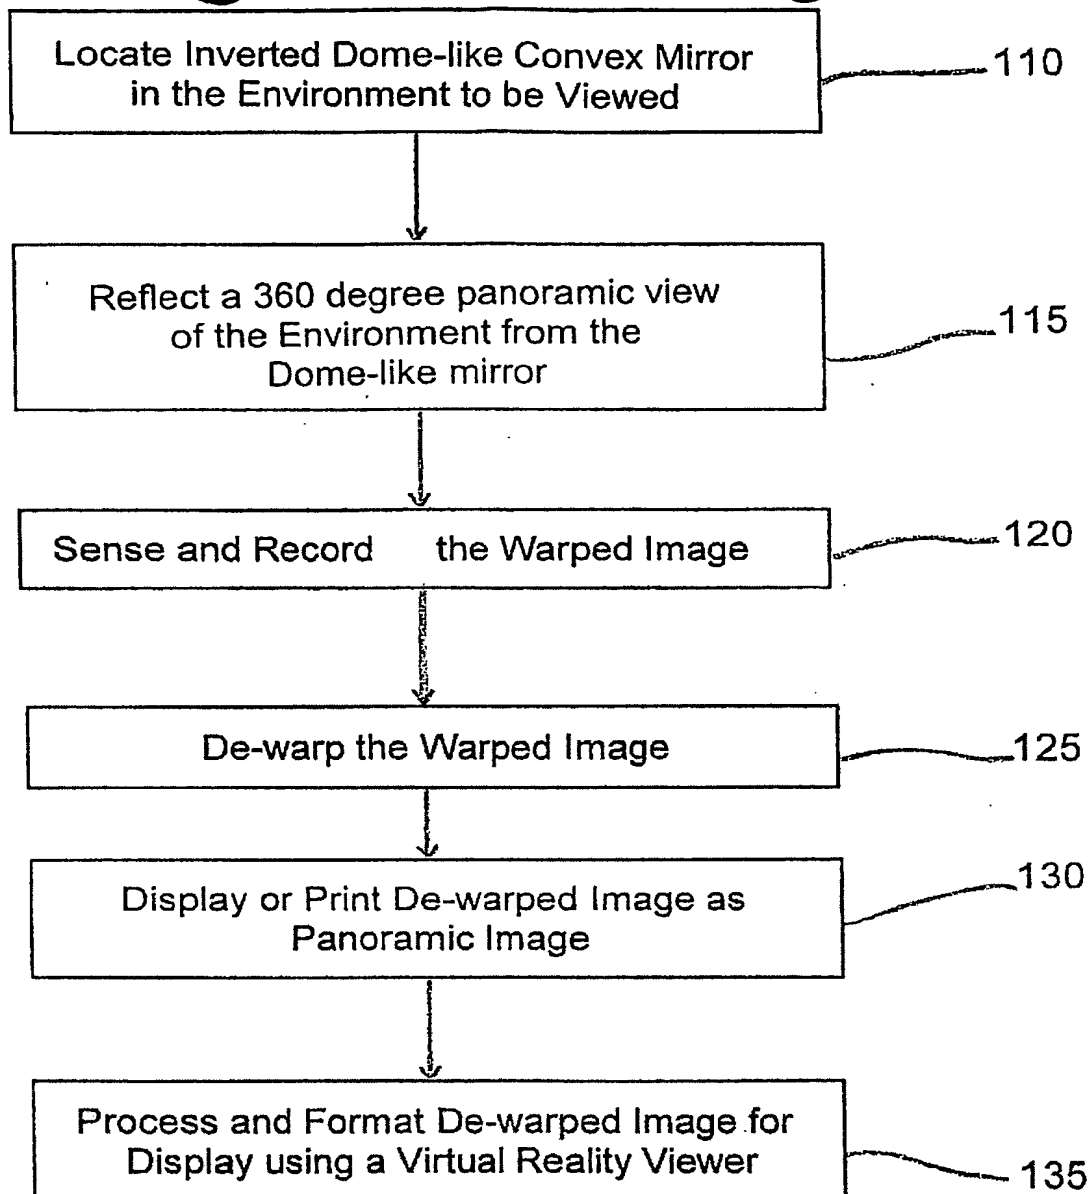 Locate Inverted Dome-like Convex Mirror
in the Environment to be Viewed
110
Reflect a 360 degree panoramic view
of the Environment from the
Dome-like mirror
115
Sense and Record the Warped Image
120
De-warp the Warped Image
125
Display or Print De-warped Image as
Panoramic Image
130
Process and Format De-warped Image for
Display using a Virtual Reality Viewer
135